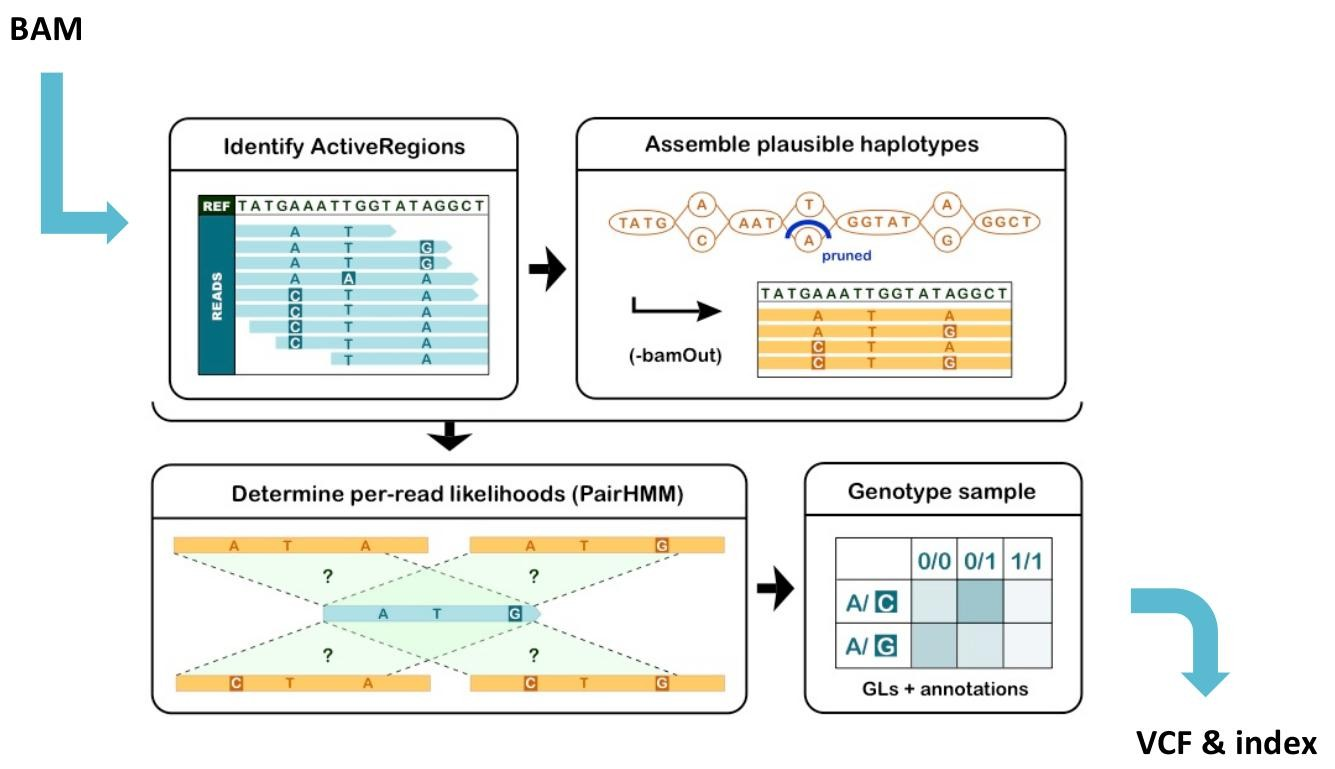 BAM
Identify ActiveRegions
REF TATGAAATTGGTATAGGCT
READS
A T
A T G
A T G
A A A
C T A
C T A
C T A
C T A
T A
Assemble plausible haplotypes
A T A
TATG AAT GGTAT GGCT
C A G
pruned
(-bamOut)
TATGAAATTGGTATAGGCT
A T A
A T G
C T A
C T G
Determine per-read likelihoods (PairHMM)
A T A A T G
? ?
A T G
? ?
C T A C T G
Genotype sample
0/0 0/1 1/1
A/ C
A/ G
GLs + annotations
VCF & index